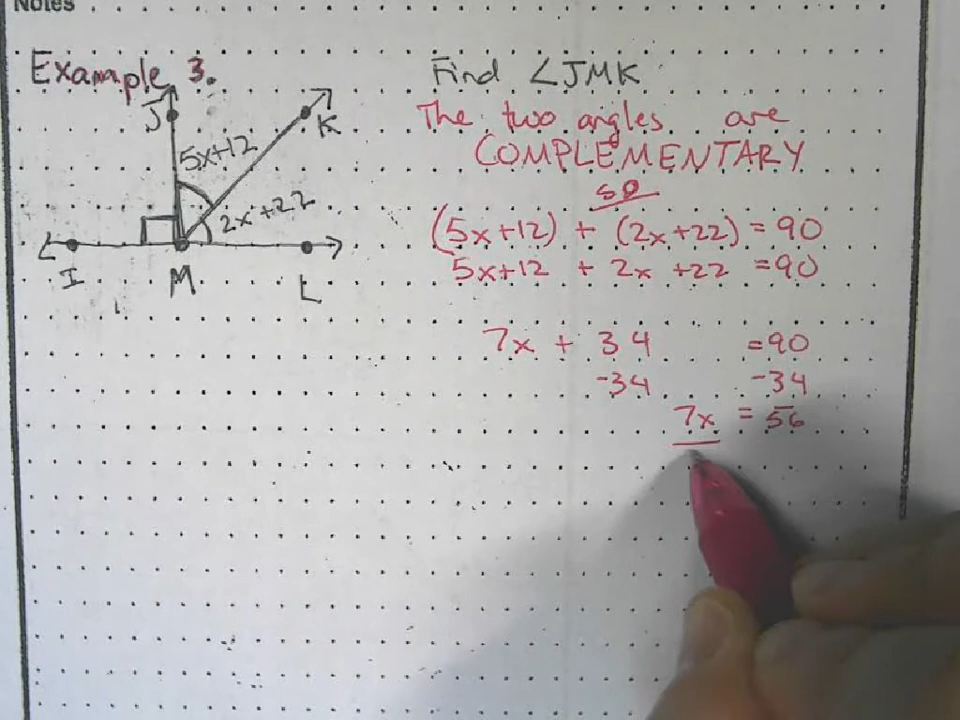 Notes
Example 3.
J
K
5x+12
2x+22
I
M
L
Find ∠JMK
The two angles are
COMPLEMENTARY
so
(5x+12) + (2x+22) = 90
5x+12 + 2x +22 =90
7x + 34 =90
-34 -34
7x = 56